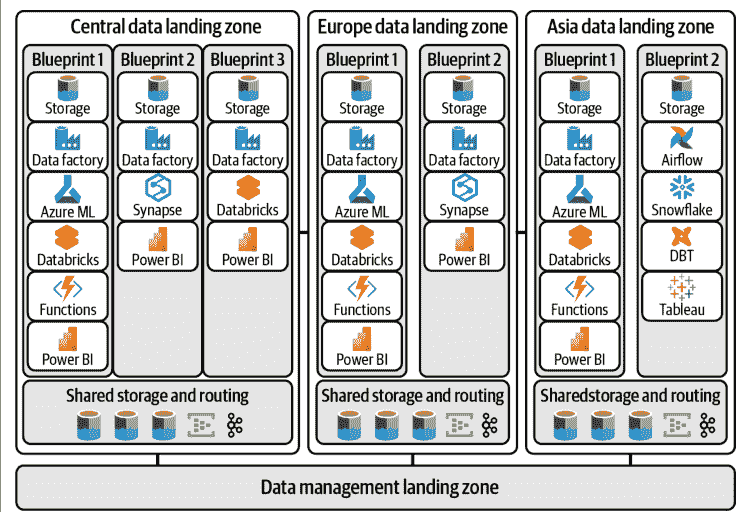 Central data landing zone
Blueprint 1
Storage
Data factory
Azure ML
Databricks
Functions
Power BI
Blueprint 2
Storage
Data factory
Synapse
Power BI
Blueprint 3
Storage
Data factory
Databricks
Power BI
Shared storage and routing
Europe data landing zone
Blueprint 1
Storage
Data factory
Azure ML
Databricks
Functions
Power BI
Blueprint 2
Storage
Data factory
Synapse
Power BI
Shared storage and routing
Asia data landing zone
Blueprint 1
Storage
Data factory
Azure ML
Databricks
Functions
Power BI
Blueprint 2
Storage
Airflow
Snowflake
DBT
Tableau
Sharedstorage and routing
Data management landing zone